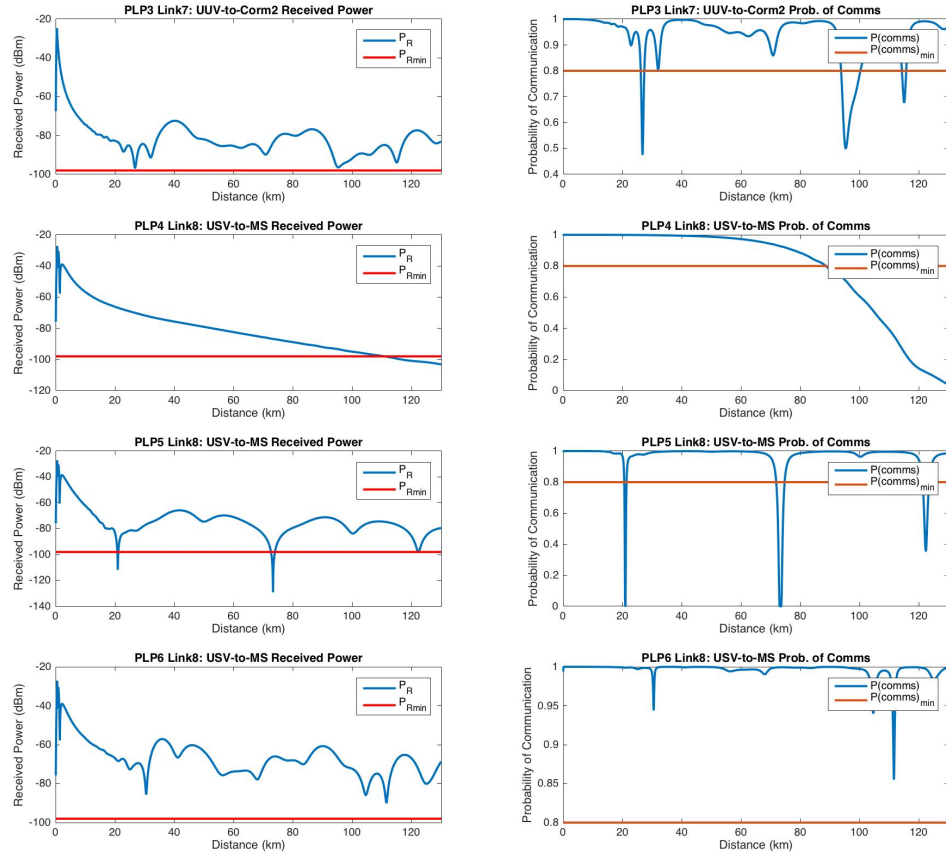 PLP3 Link7: UUV-to-Corm2 Received Power
Received Power (dBm)
-20
-40
-60
-80
-100
0 20 40 60 80 100 120
Distance (km)
P_R
P_Rmin
PLP3 Link7: UUV-to-Corm2 Prob. of Comms
Probability of Communication
1
0.9
0.8
0.7
0.6
0.5
0.4
0 20 40 60 80 100 120
Distance (km)
P(comms)
P(comms)_min
PLP4 Link8: USV-to-MS Received Power
Received Power (dBm)
-20
-40
-60
-80
-100
-120
0 20 40 60 80 100 120
Distance (km)
P_R
P_Rmin
PLP4 Link8: USV-to-MS Prob. of Comms
Probability of Communication
1
0.8
0.6
0.4
0.2
0
0 20 40 60 80 100 120
Distance (km)
P(comms)
P(comms)_min
PLP5 Link8: USV-to-MS Received Power
Received Power (dBm)
-20
-40
-60
-80
-100
-120
-140
0 20 40 60 80 100 120
Distance (km)
P_R
P_Rmin
PLP5 Link8: USV-to-MS Prob. of Comms
Probability of Communication
1
0.8
0.6
0.4
0.2
0
0 20 40 60 80 100 120
Distance (km)
P(comms)
P(comms)_min
PLP6 Link8: USV-to-MS Received Power
Received Power (dBm)
-20
-40
-60
-80
-100
0 20 40 60 80 100 120
Distance (km)
P_R
P_Rmin
PLP6 Link8: USV-to-MS Prob. of Comms
Probability of Communication
1
0.95
0.9
0.85
0.8
0 20 40 60 80 100 120
Distance (km)
P(comms)
P(comms)_min